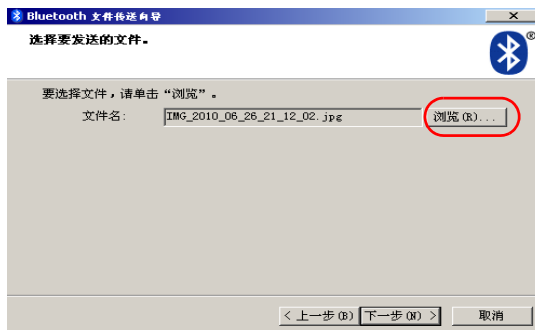 Bluetooth 文件传送向导
选择要发送的文件。
要选择文件，请单击“浏览”。
文件名:
IMG_2010_06_26_21_12_02.jpg
浏览(R)...
< 上一步(B)
下一步(N) >
取消